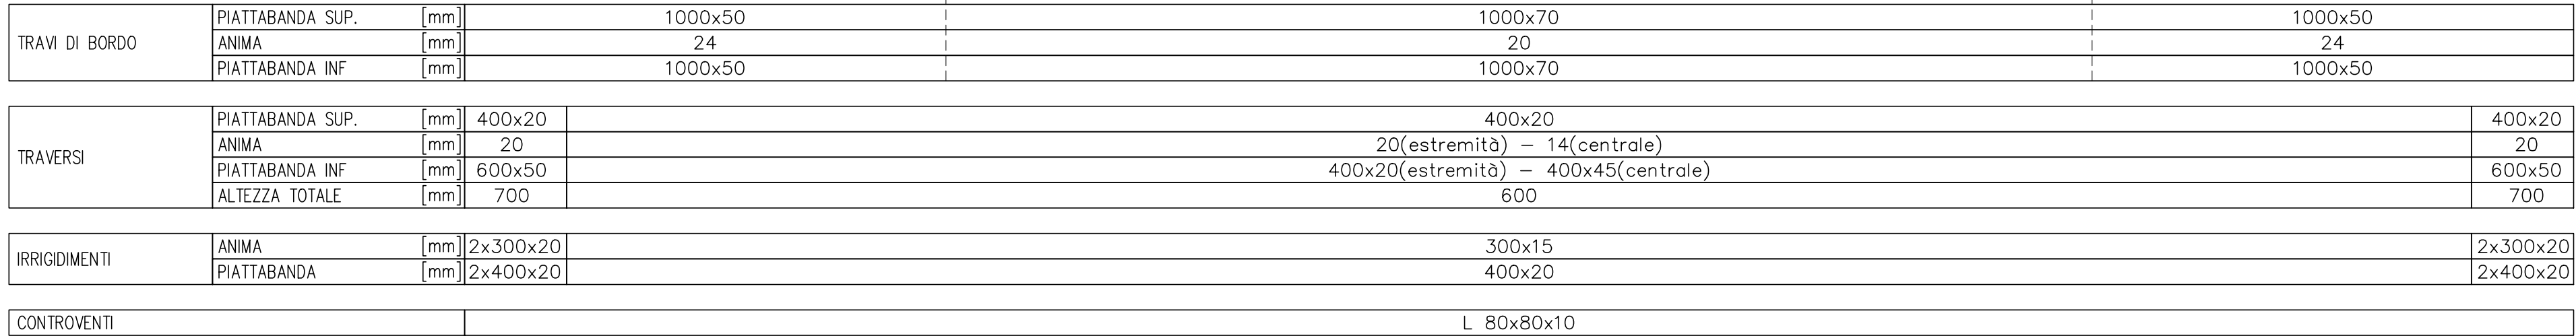 TRAVI DI BORDO
PIATTABANDA SUP. [mm] 1000x50 1000x70 1000x50
ANIMA [mm] 24 20 24
PIATTABANDA INF [mm] 1000x50 1000x70 1000x50
TRAVERSI
PIATTABANDA SUP. [mm] 400x20 400x20 400x20
ANIMA [mm] 20 20(estremità) – 14(centrale) 20
PIATTABANDA INF [mm] 600x50 400x20(estremità) – 400x45(centrale) 600x50
ALTEZZA TOTALE [mm] 700 600 700
IRRIGIDIMENTI
ANIMA [mm] 2x300x20 300x15 2x300x20
PIATTABANDA [mm] 2x400x20 400x20 2x400x20
CONTROVENTI L 80x80x10